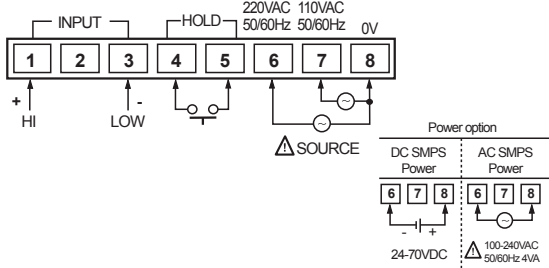 INPUT
HOLD
220VAC 110VAC
50/60Hz 50/60Hz 0V
1 2 3 4 5 6 7 8
+ -
HI LOW
SOURCE
Power option
DC SMPS AC SMPS
Power Power
6 7 8 6 7 8
- +
24-70VDC
100-240VAC
50/60Hz 4VA